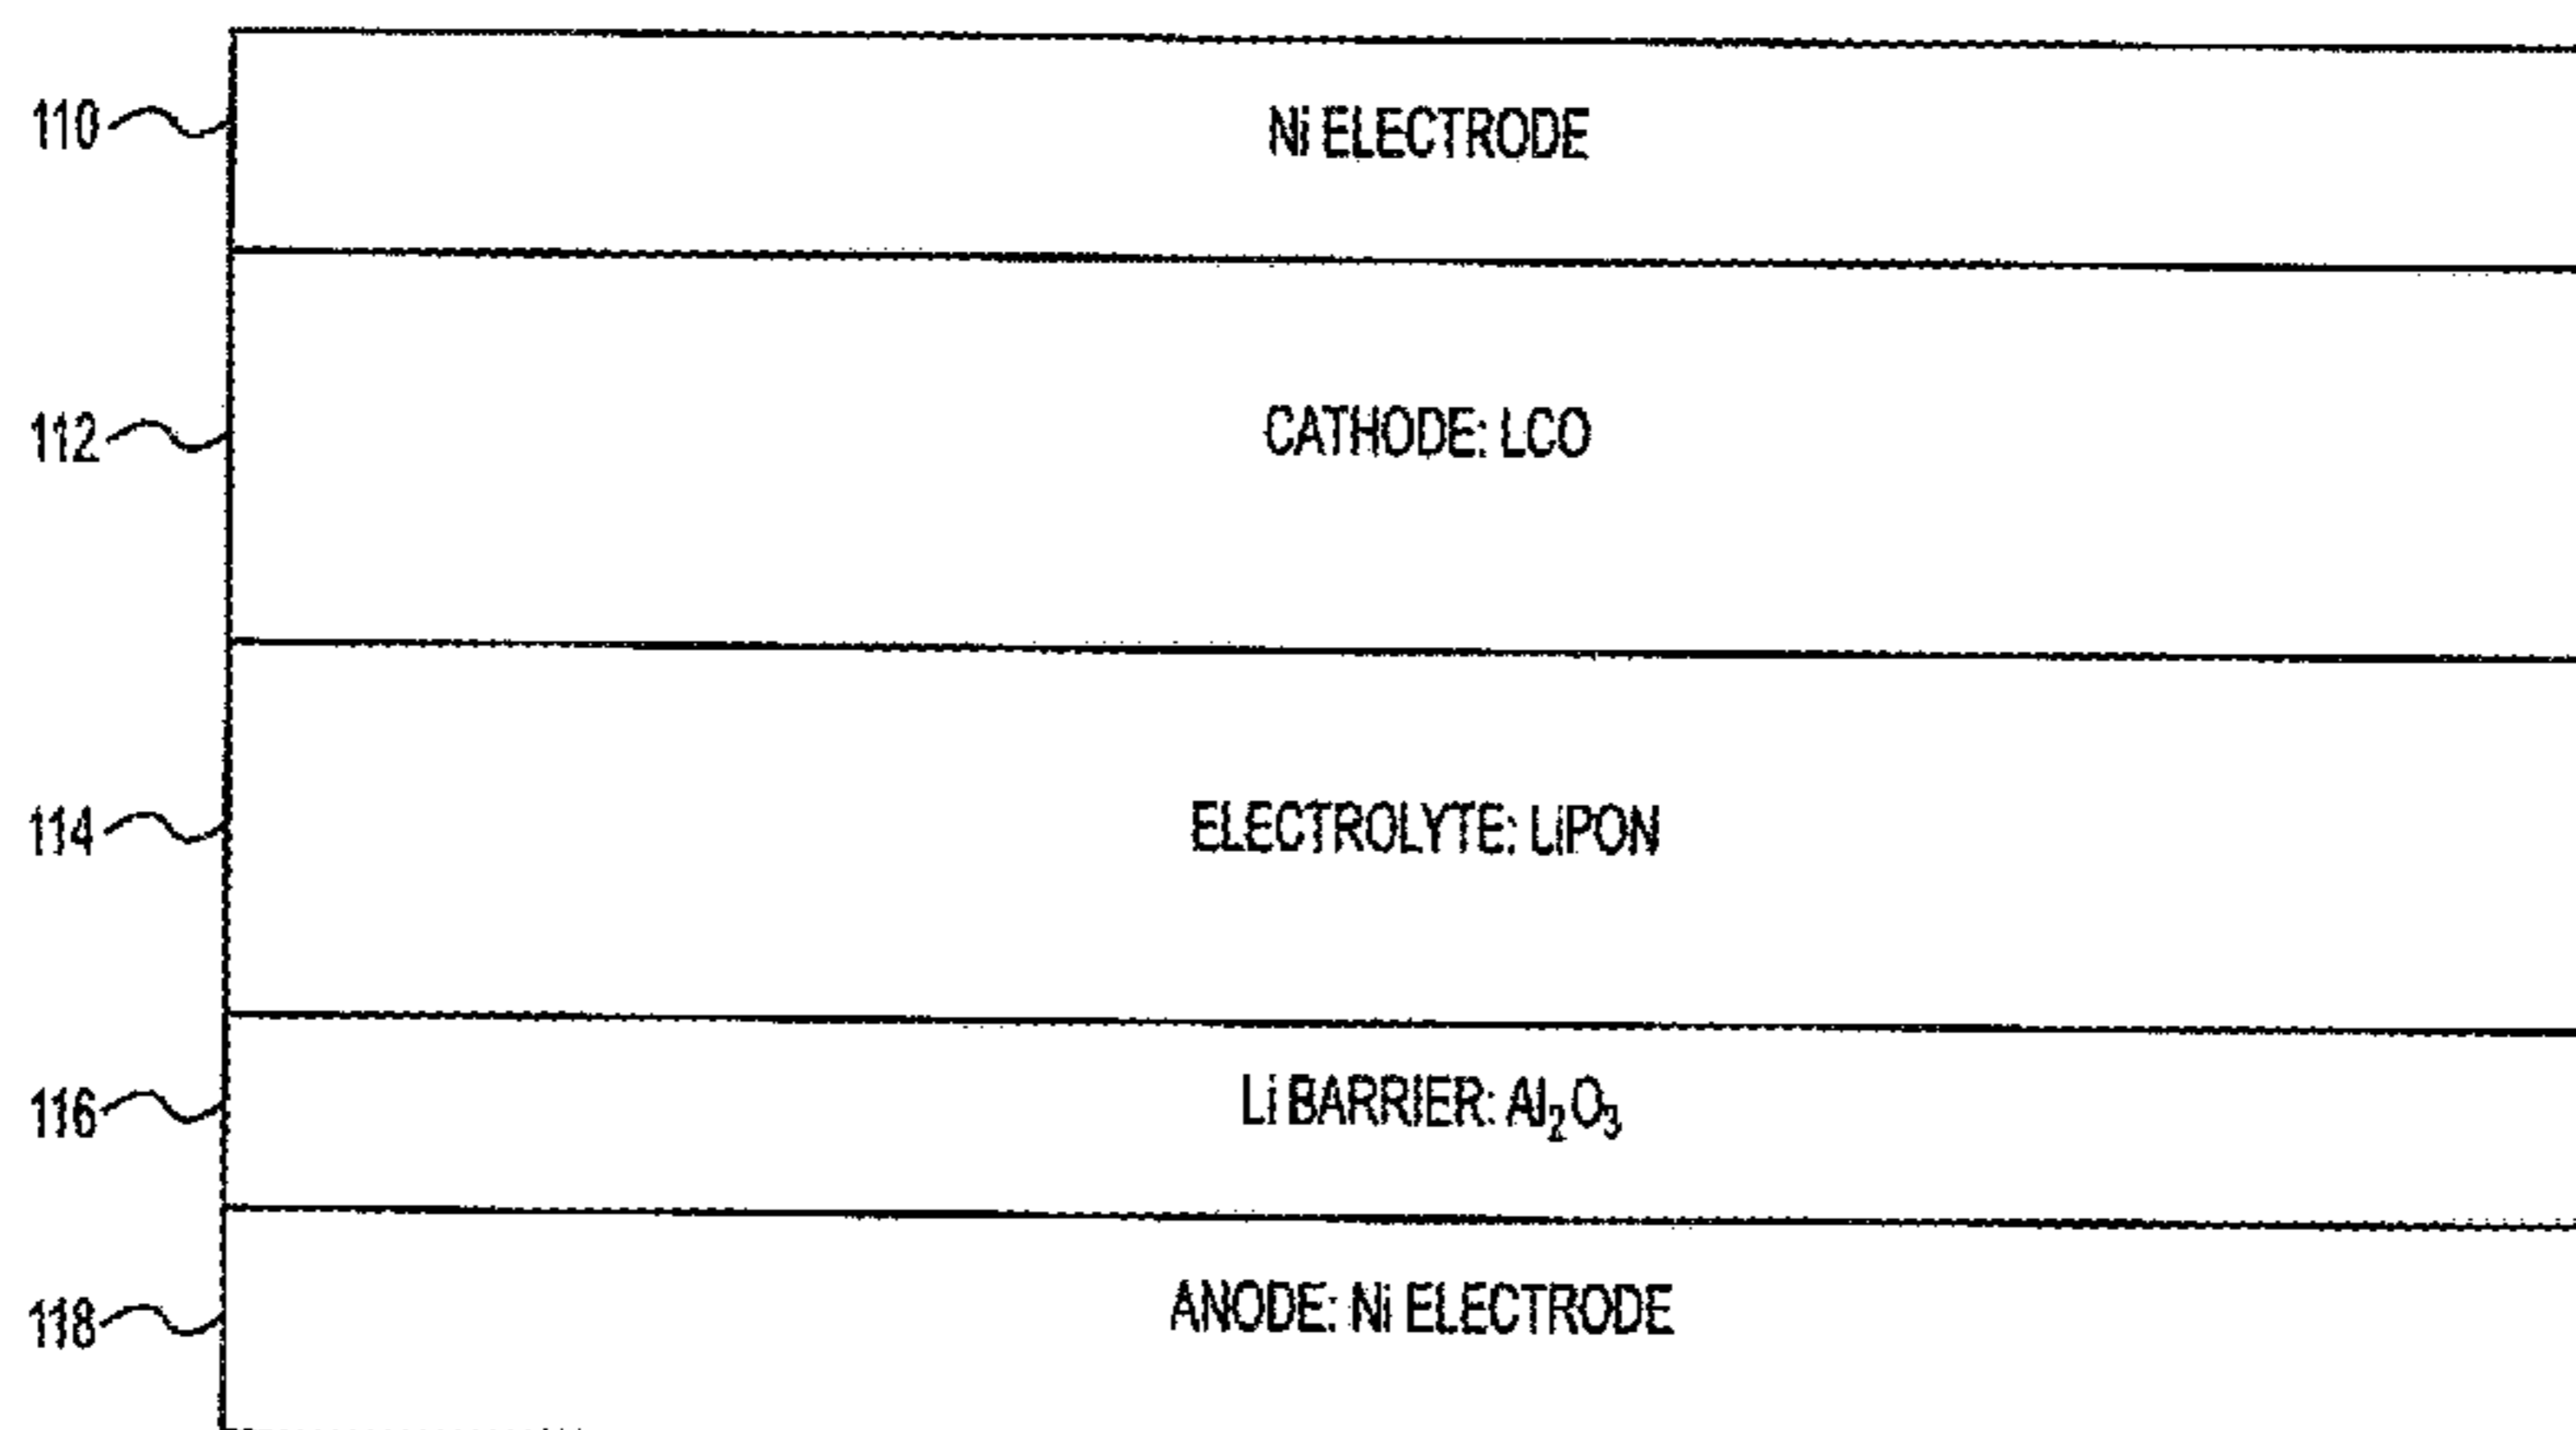 110 Ni ELECTRODE
112 CATHODE: LCO
114 ELECTROLYTE: LiPON
116 Li BARRIER: Al₂O₃
118 ANODE: Ni ELECTRODE